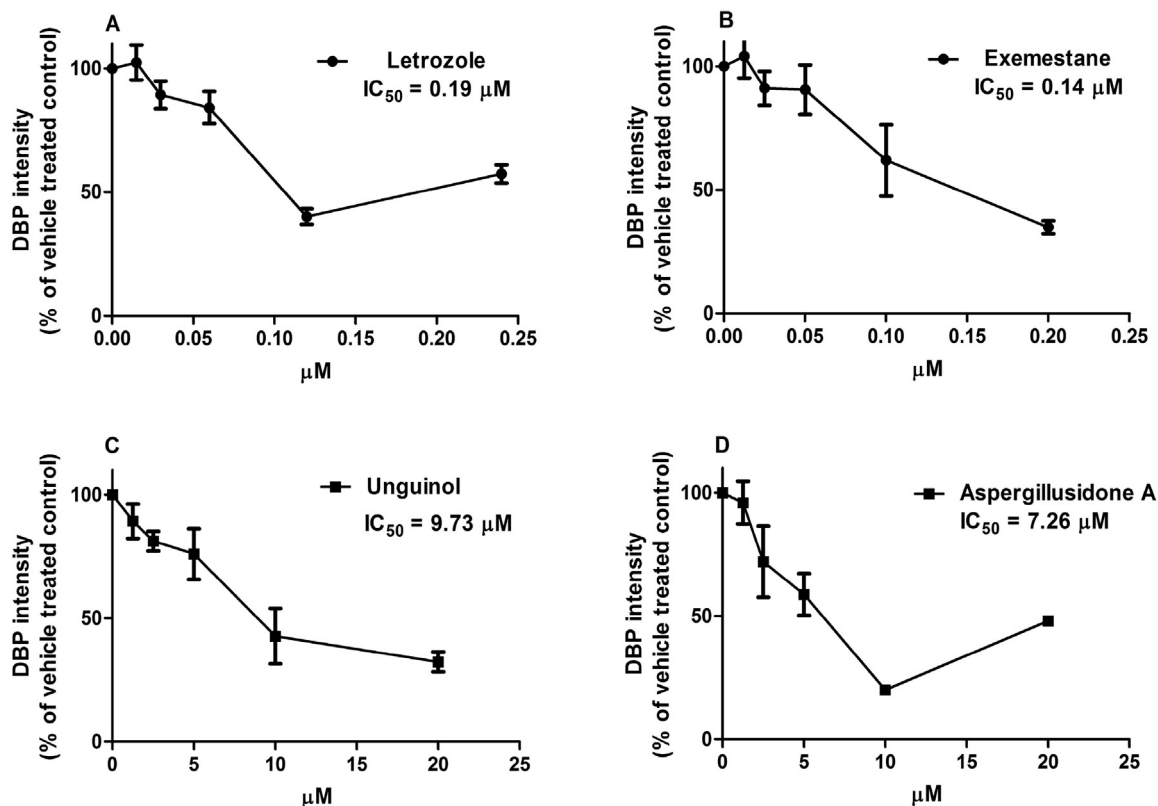 A
Letrozole
IC50 = 0.19 μM
DBP intensity
(% of vehicle treated control)
100
50
0
0.00 0.05 0.10 0.15 0.20 0.25
μM
B
Exemestane
IC50 = 0.14 μM
DBP intensity
(% of vehicle treated control)
100
50
0
0.00 0.05 0.10 0.15 0.20 0.25
μM
C
Unguinol
IC50 = 9.73 μM
DBP intensity
(% of vehicle treated control)
100
50
0
0 5 10 15 20 25
μM
D
Aspergillusidone A
IC50 = 7.26 μM
DBP intensity
(% of vehicle treated control)
100
50
0
0 5 10 15 20 25
μM